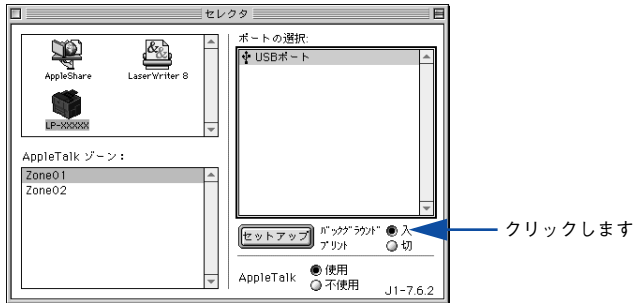 セレクタ
AppleShare
LaserWriter 8
LP-XXXXX
AppleTalk ゾーン：
Zone01
Zone02
ポートの選択:
USBポート
セットアップ
バックグラウンド
プリント
入
切
クリックします
AppleTalk
使用
不使用
J1-7.6.2